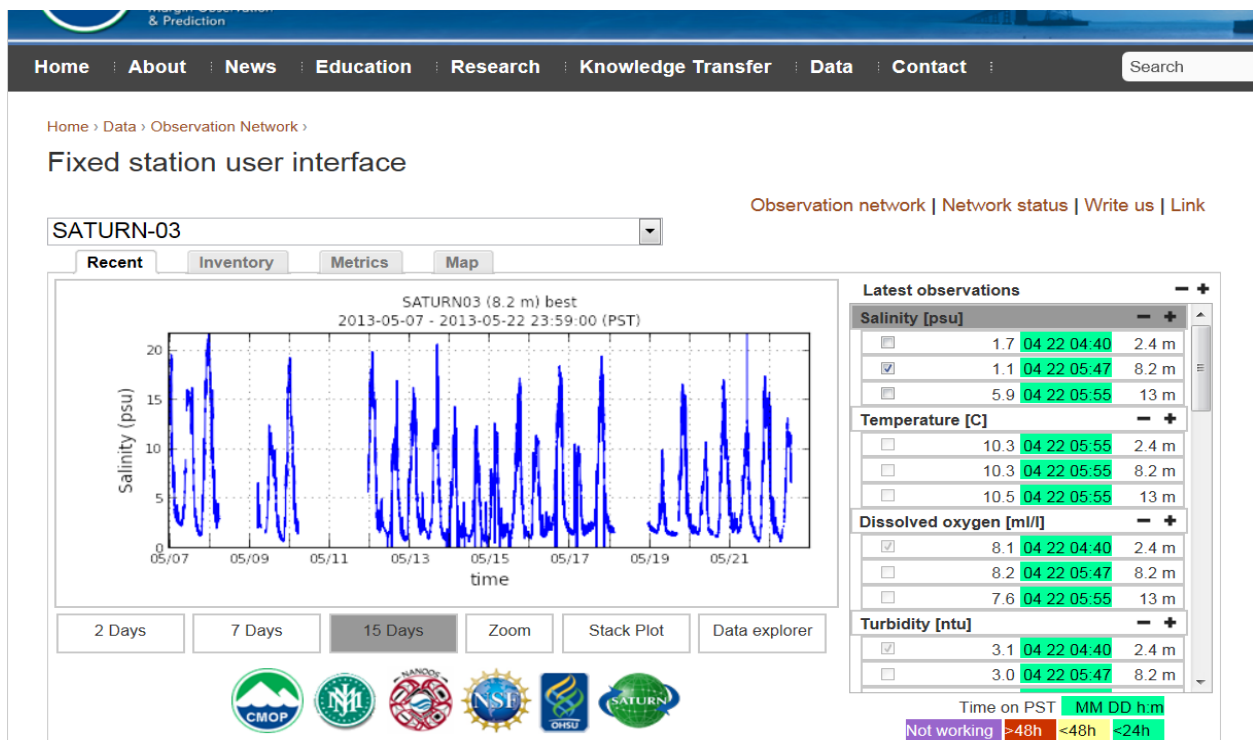 Margin Observation
& Prediction
Home About News Education Research Knowledge Transfer Data Contact Search
Home › Data › Observation Network ›
Fixed station user interface
Observation network | Network status | Write us | Link
SATURN-03
Recent Inventory Metrics Map
SATURN03 (8.2 m) best
2013-05-07 - 2013-05-22 23:59:00 (PST)
Salinity (psu)
20
15
10
5
0
05/07 05/09 05/11 05/13 05/15 05/17 05/19 05/21
time
2 Days 7 Days 15 Days Zoom Stack Plot Data explorer
CMOP NANOOS NSF OHSU SATURN
Latest observations
Salinity [psu]
1.7 04 22 04:40 2.4 m
1.1 04 22 05:47 8.2 m
5.9 04 22 05:55 13 m
Temperature [C]
10.3 04 22 05:55 2.4 m
10.3 04 22 05:55 8.2 m
10.5 04 22 05:55 13 m
Dissolved oxygen [ml/l]
8.1 04 22 04:40 2.4 m
8.2 04 22 05:47 8.2 m
7.6 04 22 05:55 13 m
Turbidity [ntu]
3.1 04 22 04:40 2.4 m
3.0 04 22 05:47 8.2 m
Time on PST MM DD h:m
Not working >48h <48h <24h